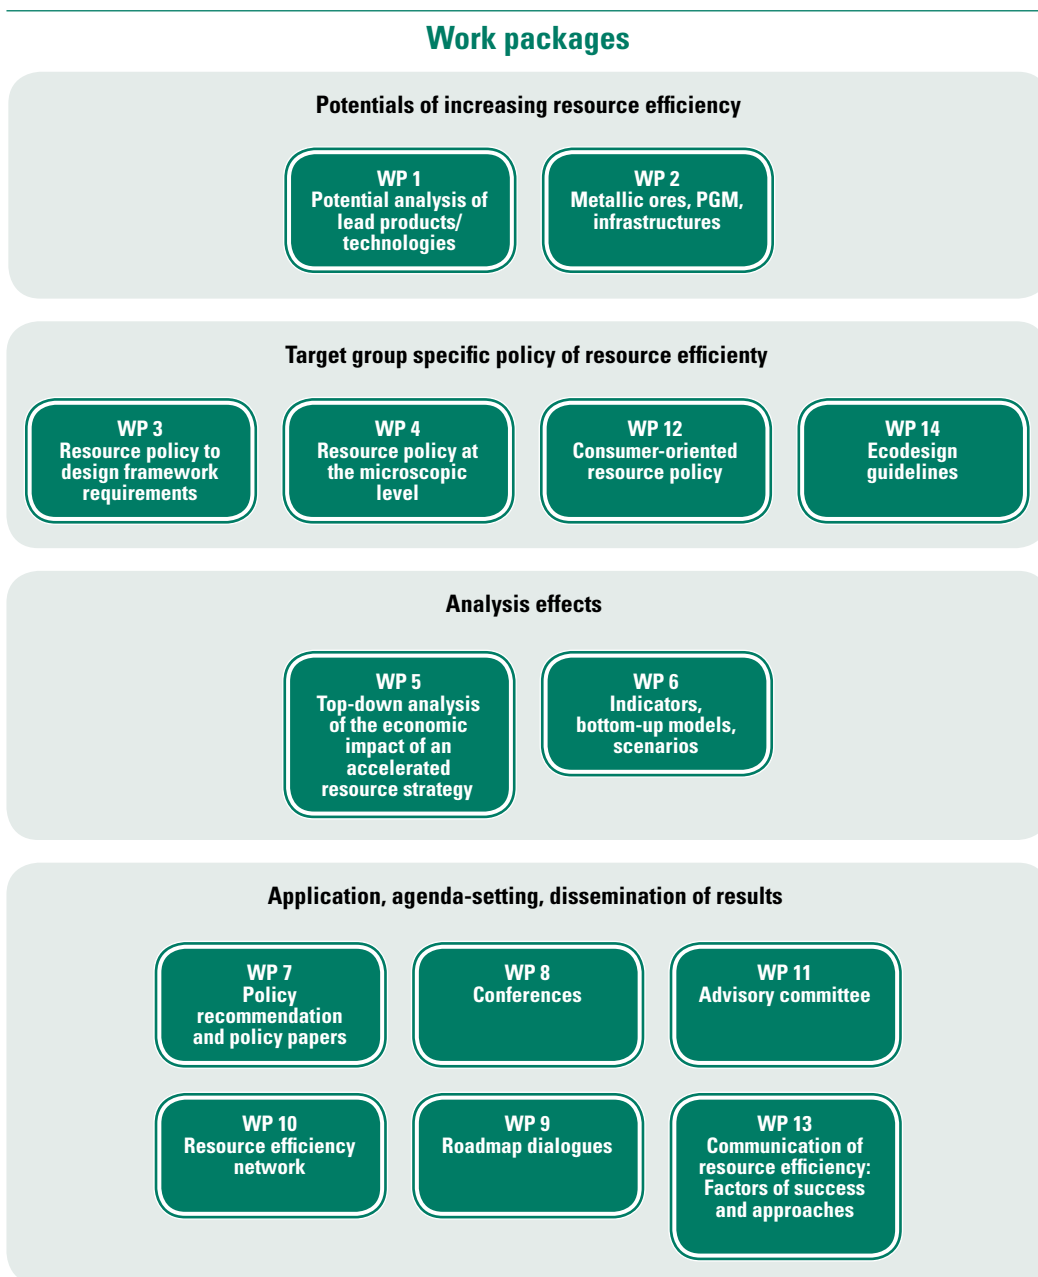 Work packages
Potentials of increasing resource efficiency
WP 1
Potential analysis of
lead products/
technologies
WP 2
Metallic ores, PGM,
infrastructures
Target group specific policy of resource efficienty
WP 3
Resource policy to
design framework
requirements
WP 4
Resource policy at
the microscopic
level
WP 12
Consumer-oriented
resource policy
WP 14
Ecodesign
guidelines
Analysis effects
WP 5
Top-down analysis
of the economic
impact of an
accelerated
resource strategy
WP 6
Indicators,
bottom-up models,
scenarios
Application, agenda-setting, dissemination of results
WP 7
Policy
recommendation
and policy papers
WP 8
Conferences
WP 11
Advisory committee
WP 10
Resource efficiency
network
WP 9
Roadmap dialogues
WP 13
Communication of
resource efficiency:
Factors of success
and approaches